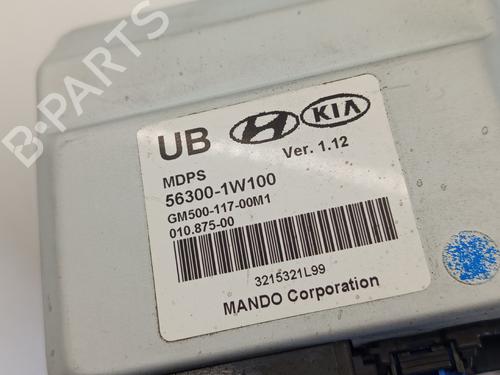 B-PARTS
UB KIA
Ver. 1.12
MDPS
56300-1W100
GM500-117-00M1
010.875-00
3215321L99
MANDO Corporation